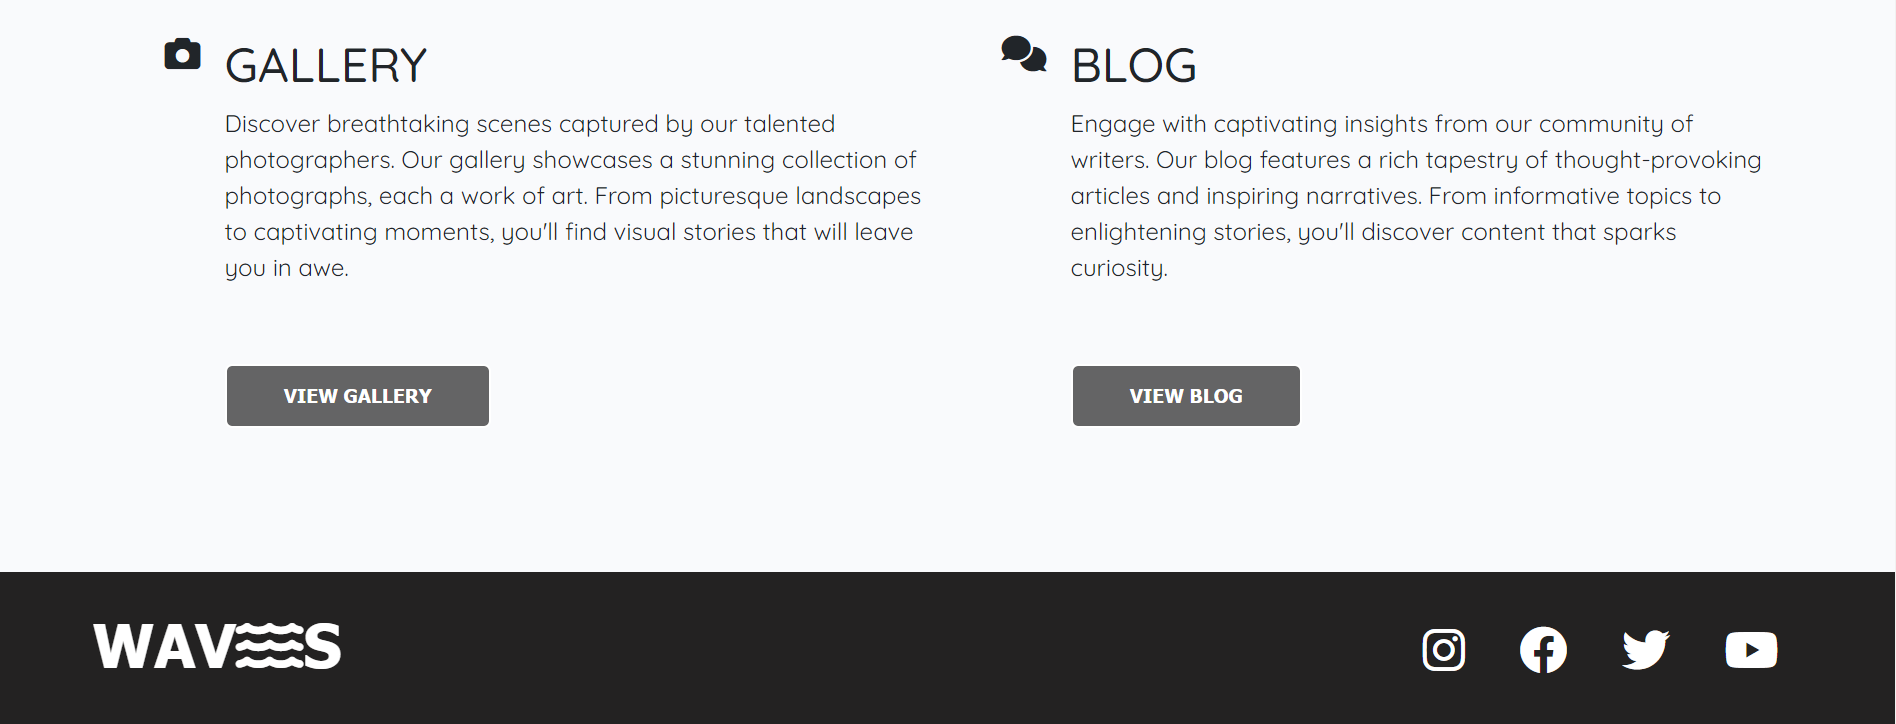 GALLERY
Discover breathtaking scenes captured by our talented
photographers. Our gallery showcases a stunning collection of
photographs, each a work of art. From picturesque landscapes
to captivating moments, you'll find visual stories that will leave
you in awe.
VIEW GALLERY
BLOG
Engage with captivating insights from our community of
writers. Our blog features a rich tapestry of thought-provoking
articles and inspiring narratives. From informative topics to
enlightening stories, you'll discover content that sparks
curiosity.
VIEW BLOG
WAVES